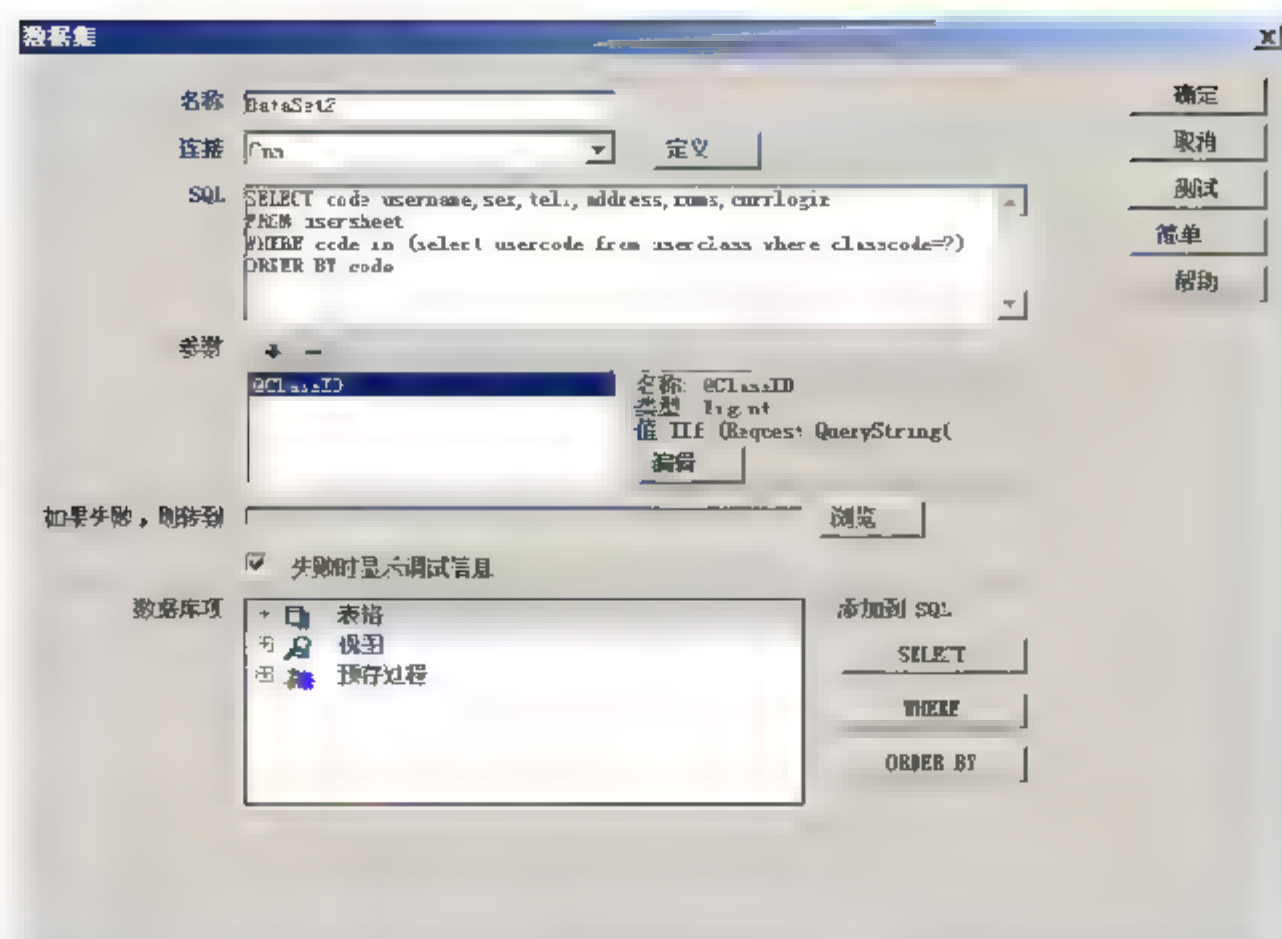 数据集
名称 DataSet2
确定
连接 Cnn 定义
取消
SQL SELECT code username,sex,tel., address, , currlogin
测试
FROM usersheet
WHERE code in (select usercode from userclass where classcode=?)
简单
ORDER BY code
帮助
参数 + −
@ClassID
名称: @ClassID
类型 Bigint
值 IIf (Request QueryString(
编辑
如果失败，则转到 浏览
失败时显示调试信息
数据库项
表格
添加到 SQL
视图
SELECT
预存过程
WHERE
ORDER BY